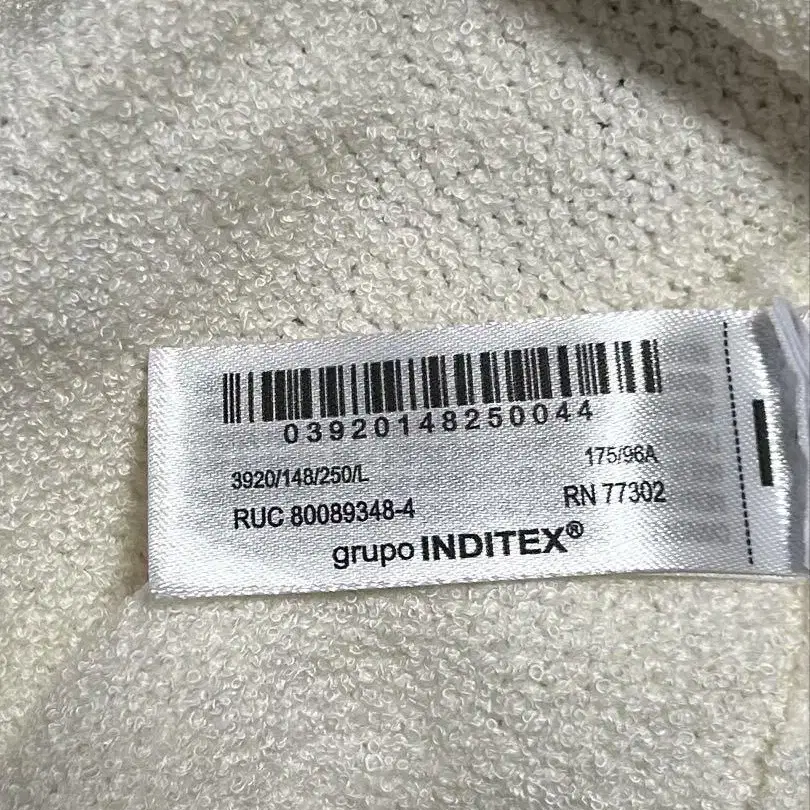 03920148250044
3920/148/250/L
175/96A
RUC 80089348-4
RN 77302
grupo INDITEX®